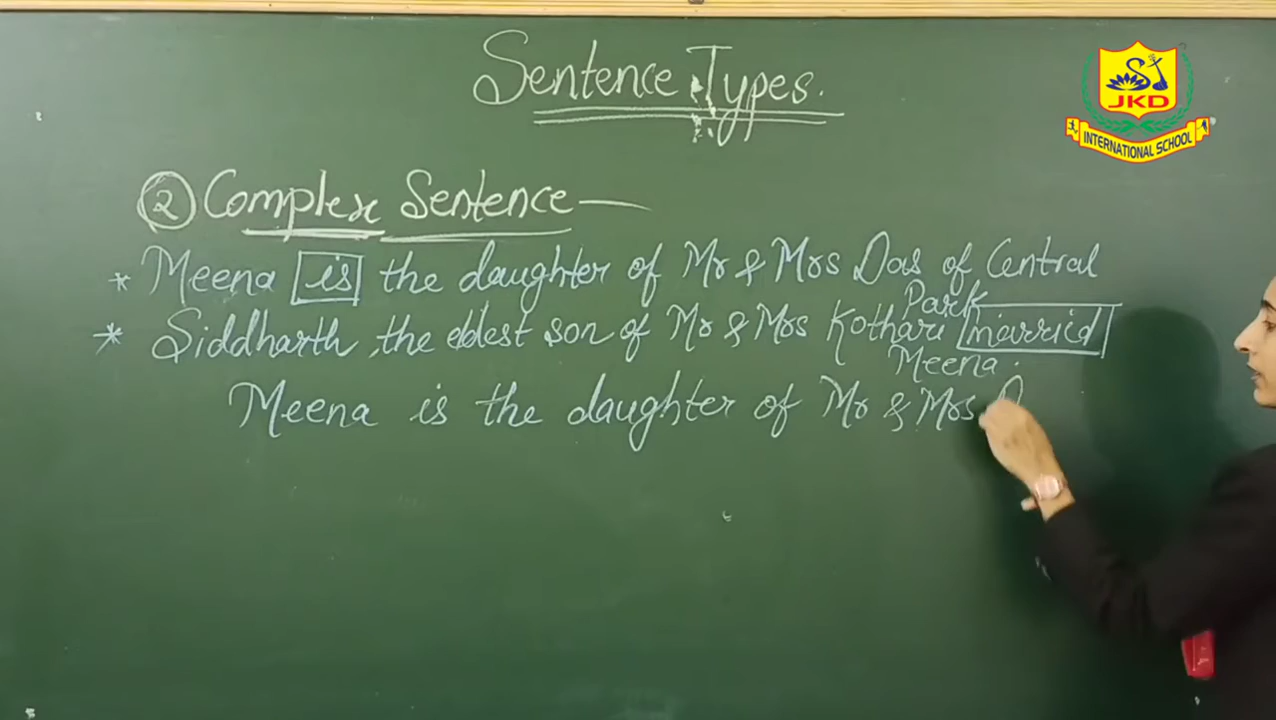 Sentence Types.
② Complex Sentence—
* Meena is the daughter of Mr & Mrs Das of Central
Park
* Siddharth, the eldest son of Mr & Mrs Kothari married
Meena.
Meena is the daughter of Mr & Mrs D
JKD
INTERNATIONAL SCHOOL